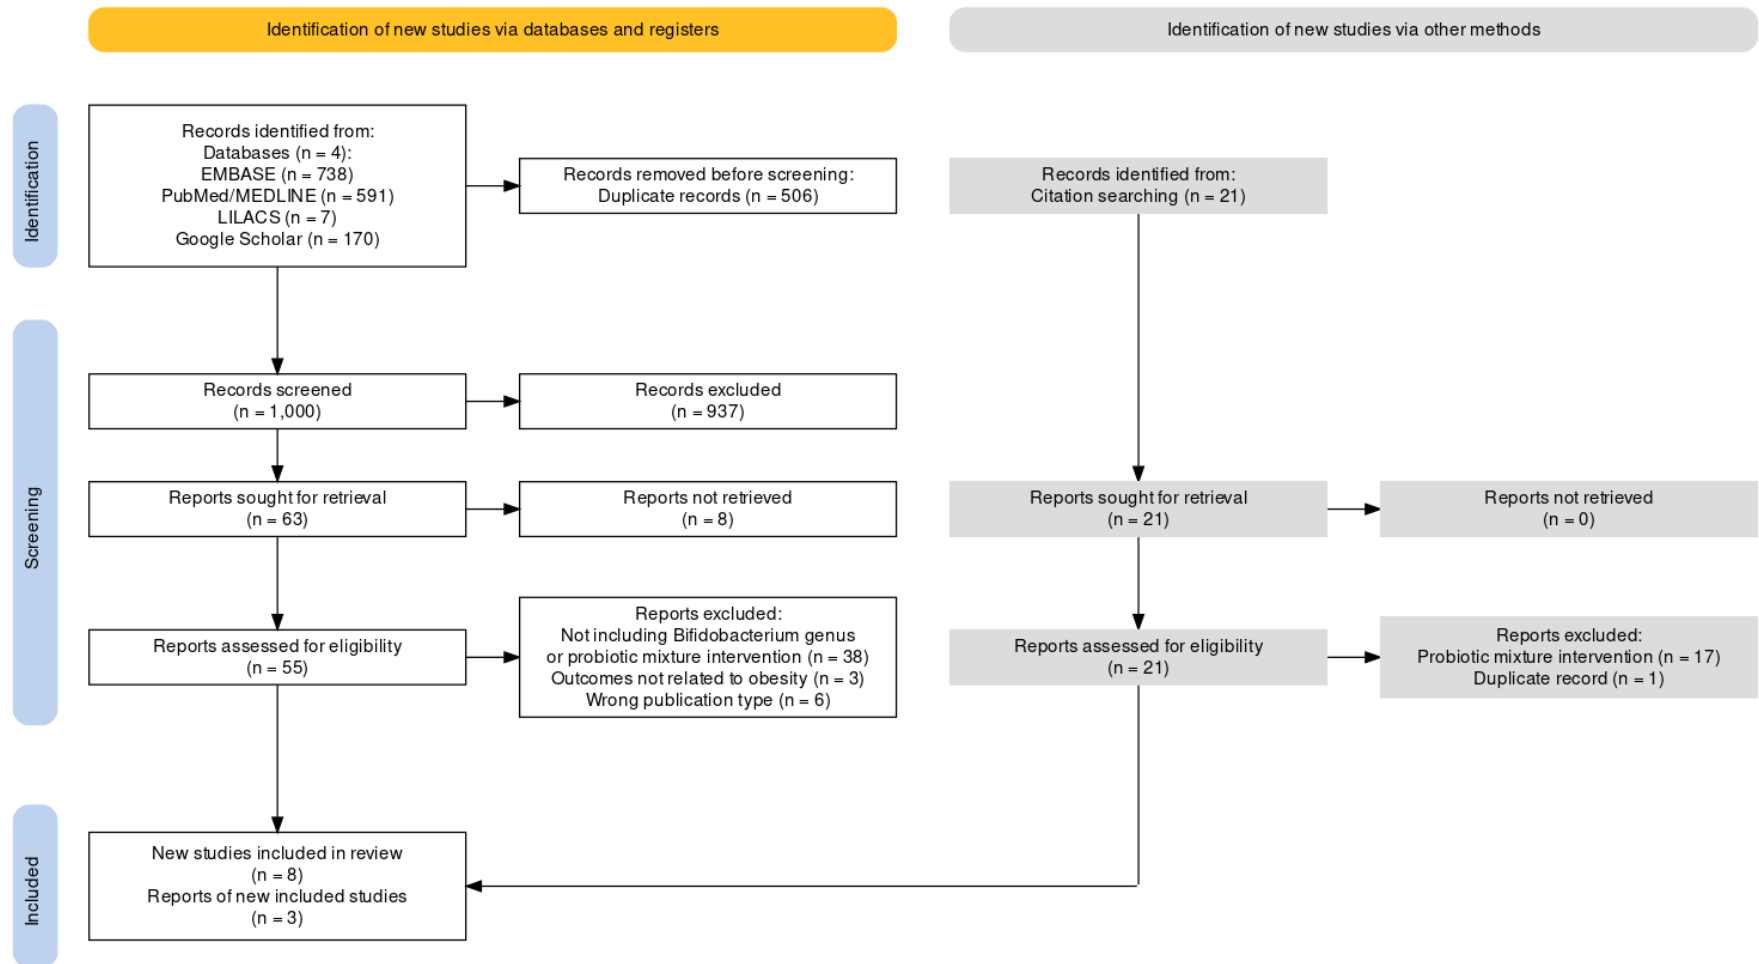 Identification of new studies via databases and registers
Identification of new studies via other methods
Identification
Records identified from:
Databases (n = 4):
EMBASE (n = 738)
PubMed/MEDLINE (n = 591)
LILACS (n = 7)
Google Scholar (n = 170)
Records removed before screening:
Duplicate records (n = 506)
Records identified from:
Citation searching (n = 21)
Screening
Records screened
(n = 1,000)
Records excluded
(n = 937)
Reports sought for retrieval
(n = 63)
Reports not retrieved
(n = 8)
Reports sought for retrieval
(n = 21)
Reports not retrieved
(n = 0)
Reports assessed for eligibility
(n = 55)
Reports excluded:
Not including Bifidobacterium genus
or probiotic mixture intervention (n = 38)
Outcomes not related to obesity (n = 3)
Wrong publication type (n = 6)
Reports assessed for eligibility
(n = 21)
Reports excluded:
Probiotic mixture intervention (n = 17)
Duplicate record (n = 1)
Included
New studies included in review
(n = 8)
Reports of new included studies
(n = 3)